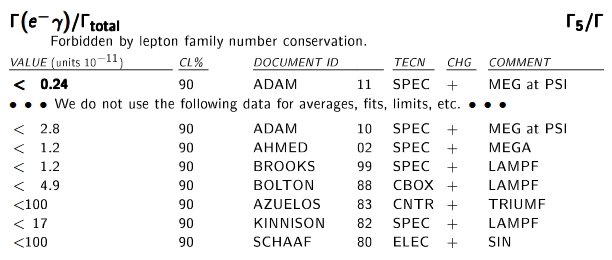 Γ(e⁻γ)/Γtotal Γ₅/Γ
Forbidden by lepton family number conservation.
VALUE (units 10⁻¹¹) CL% DOCUMENT ID TECN CHG COMMENT
< 0.24 90 ADAM 11 SPEC + MEG at PSI
• • • We do not use the following data for averages, fits, limits, etc. • • •
< 2.8 90 ADAM 10 SPEC + MEG at PSI
< 1.2 90 AHMED 02 SPEC + MEGA
< 1.2 90 BROOKS 99 SPEC + LAMPF
< 4.9 90 BOLTON 88 CBOX + LAMPF
<100 90 AZUELOS 83 CNTR + TRIUMF
< 17 90 KINNISON 82 SPEC + LAMPF
<100 90 SCHAAF 80 ELEC + SIN